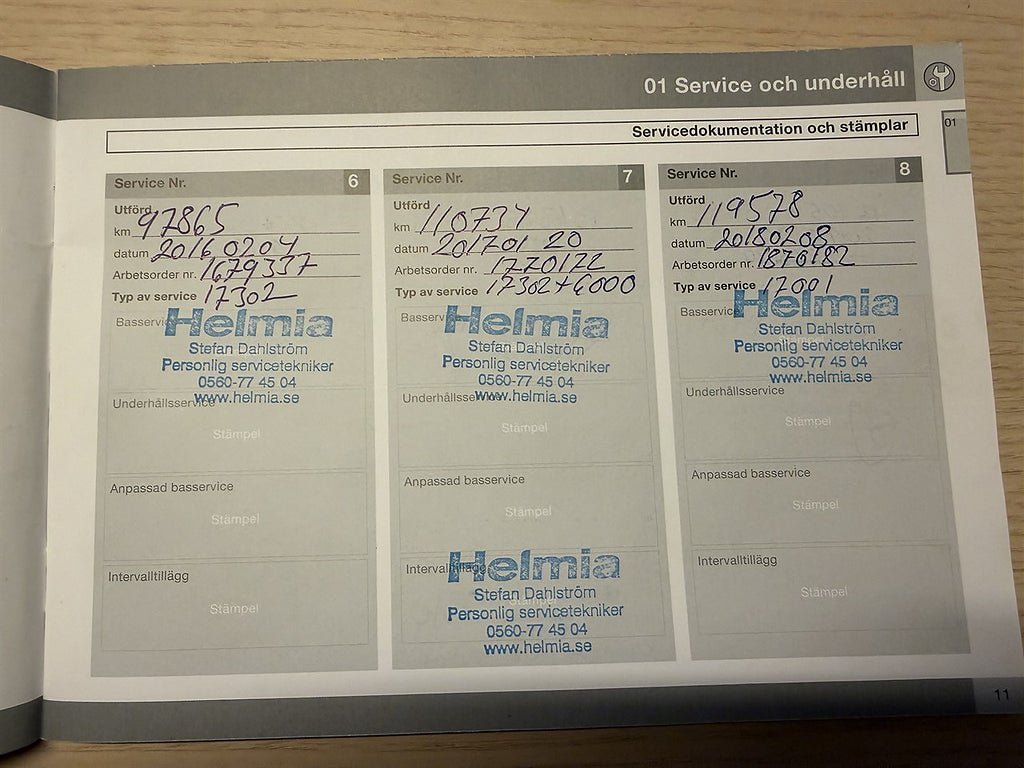 01 Service och underhåll
Servicedokumentation och stämplar
01
Service Nr. 6
Utförd
km 97865
datum 20160204
Arbetsorder nr. 1679337
Typ av service 17302
Basservice
Helmia
Stefan Dahlström
Personlig servicetekniker
0560-77 45 04
www.helmia.se
Underhållsservice
Stämpel
Anpassad basservice
Stämpel
Intervalltillägg
Stämpel
Service Nr. 7
Utförd
km 110734
datum 201701 20
Arbetsorder nr. 1770172
Typ av service 17302+6000
Basserv
Helmia
Stefan Dahlström
Personlig servicetekniker
0560-77 45 04
www.helmia.se
Underhållsservice
Stämpel
Anpassad basservice
Stämpel
Intervalltillägg
Helmia
Stefan Dahlström
Personlig servicetekniker
0560-77 45 04
www.helmia.se
Service Nr. 8
Utförd
km 119578
datum 20180208
Arbetsorder nr. 1870182
Typ av service 17001
Basservice
Helmia
Stefan Dahlström
Personlig servicetekniker
0560-77 45 04
www.helmia.se
Underhållsservice
Stämpel
Anpassad basservice
Stämpel
Intervalltillägg
Stämpel
11